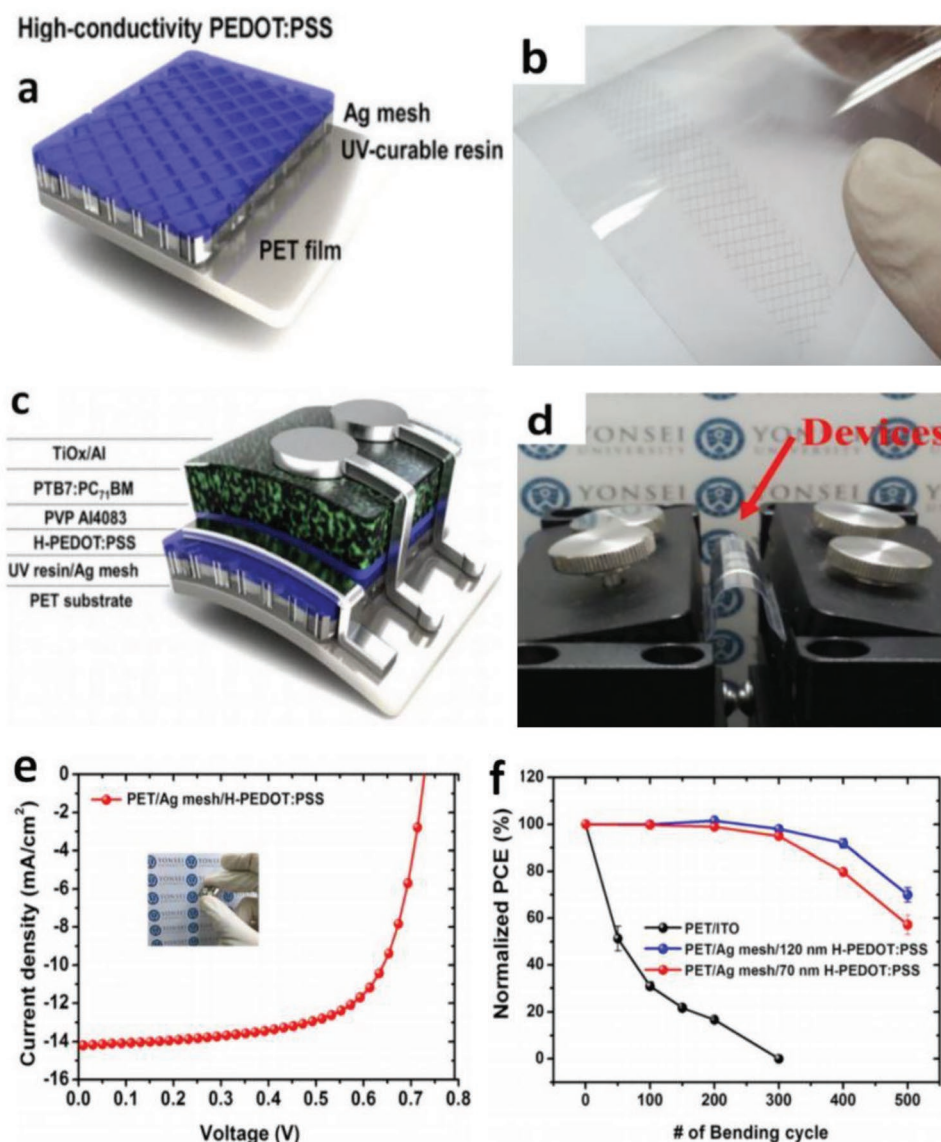 High-conductivity PEDOT:PSS
a
Ag mesh
UV-curable resin
PET film
b
c
TiOx/Al
PTB7:PC₇₁BM
PVP AI4083
H-PEDOT:PSS
UV resin/Ag mesh
PET substrate
d
Devices
YONSEI
YONSEI
UNIVERSITY
YONSEI
e
0
-2
-4
-6
-8
-10
-12
-14
-16
Current density (mA/cm²)
PET/Ag mesh/H-PEDOT:PSS
0.0 0.1 0.2 0.3 0.4 0.5 0.6 0.7 0.8
Voltage (V)
f
120
100
80
60
40
20
0
Normalized PCE (%)
PET/ITO
PET/Ag mesh/120 nm H-PEDOT:PSS
PET/Ag mesh/70 nm H-PEDOT:PSS
0 100 200 300 400 500
# of Bending cycle